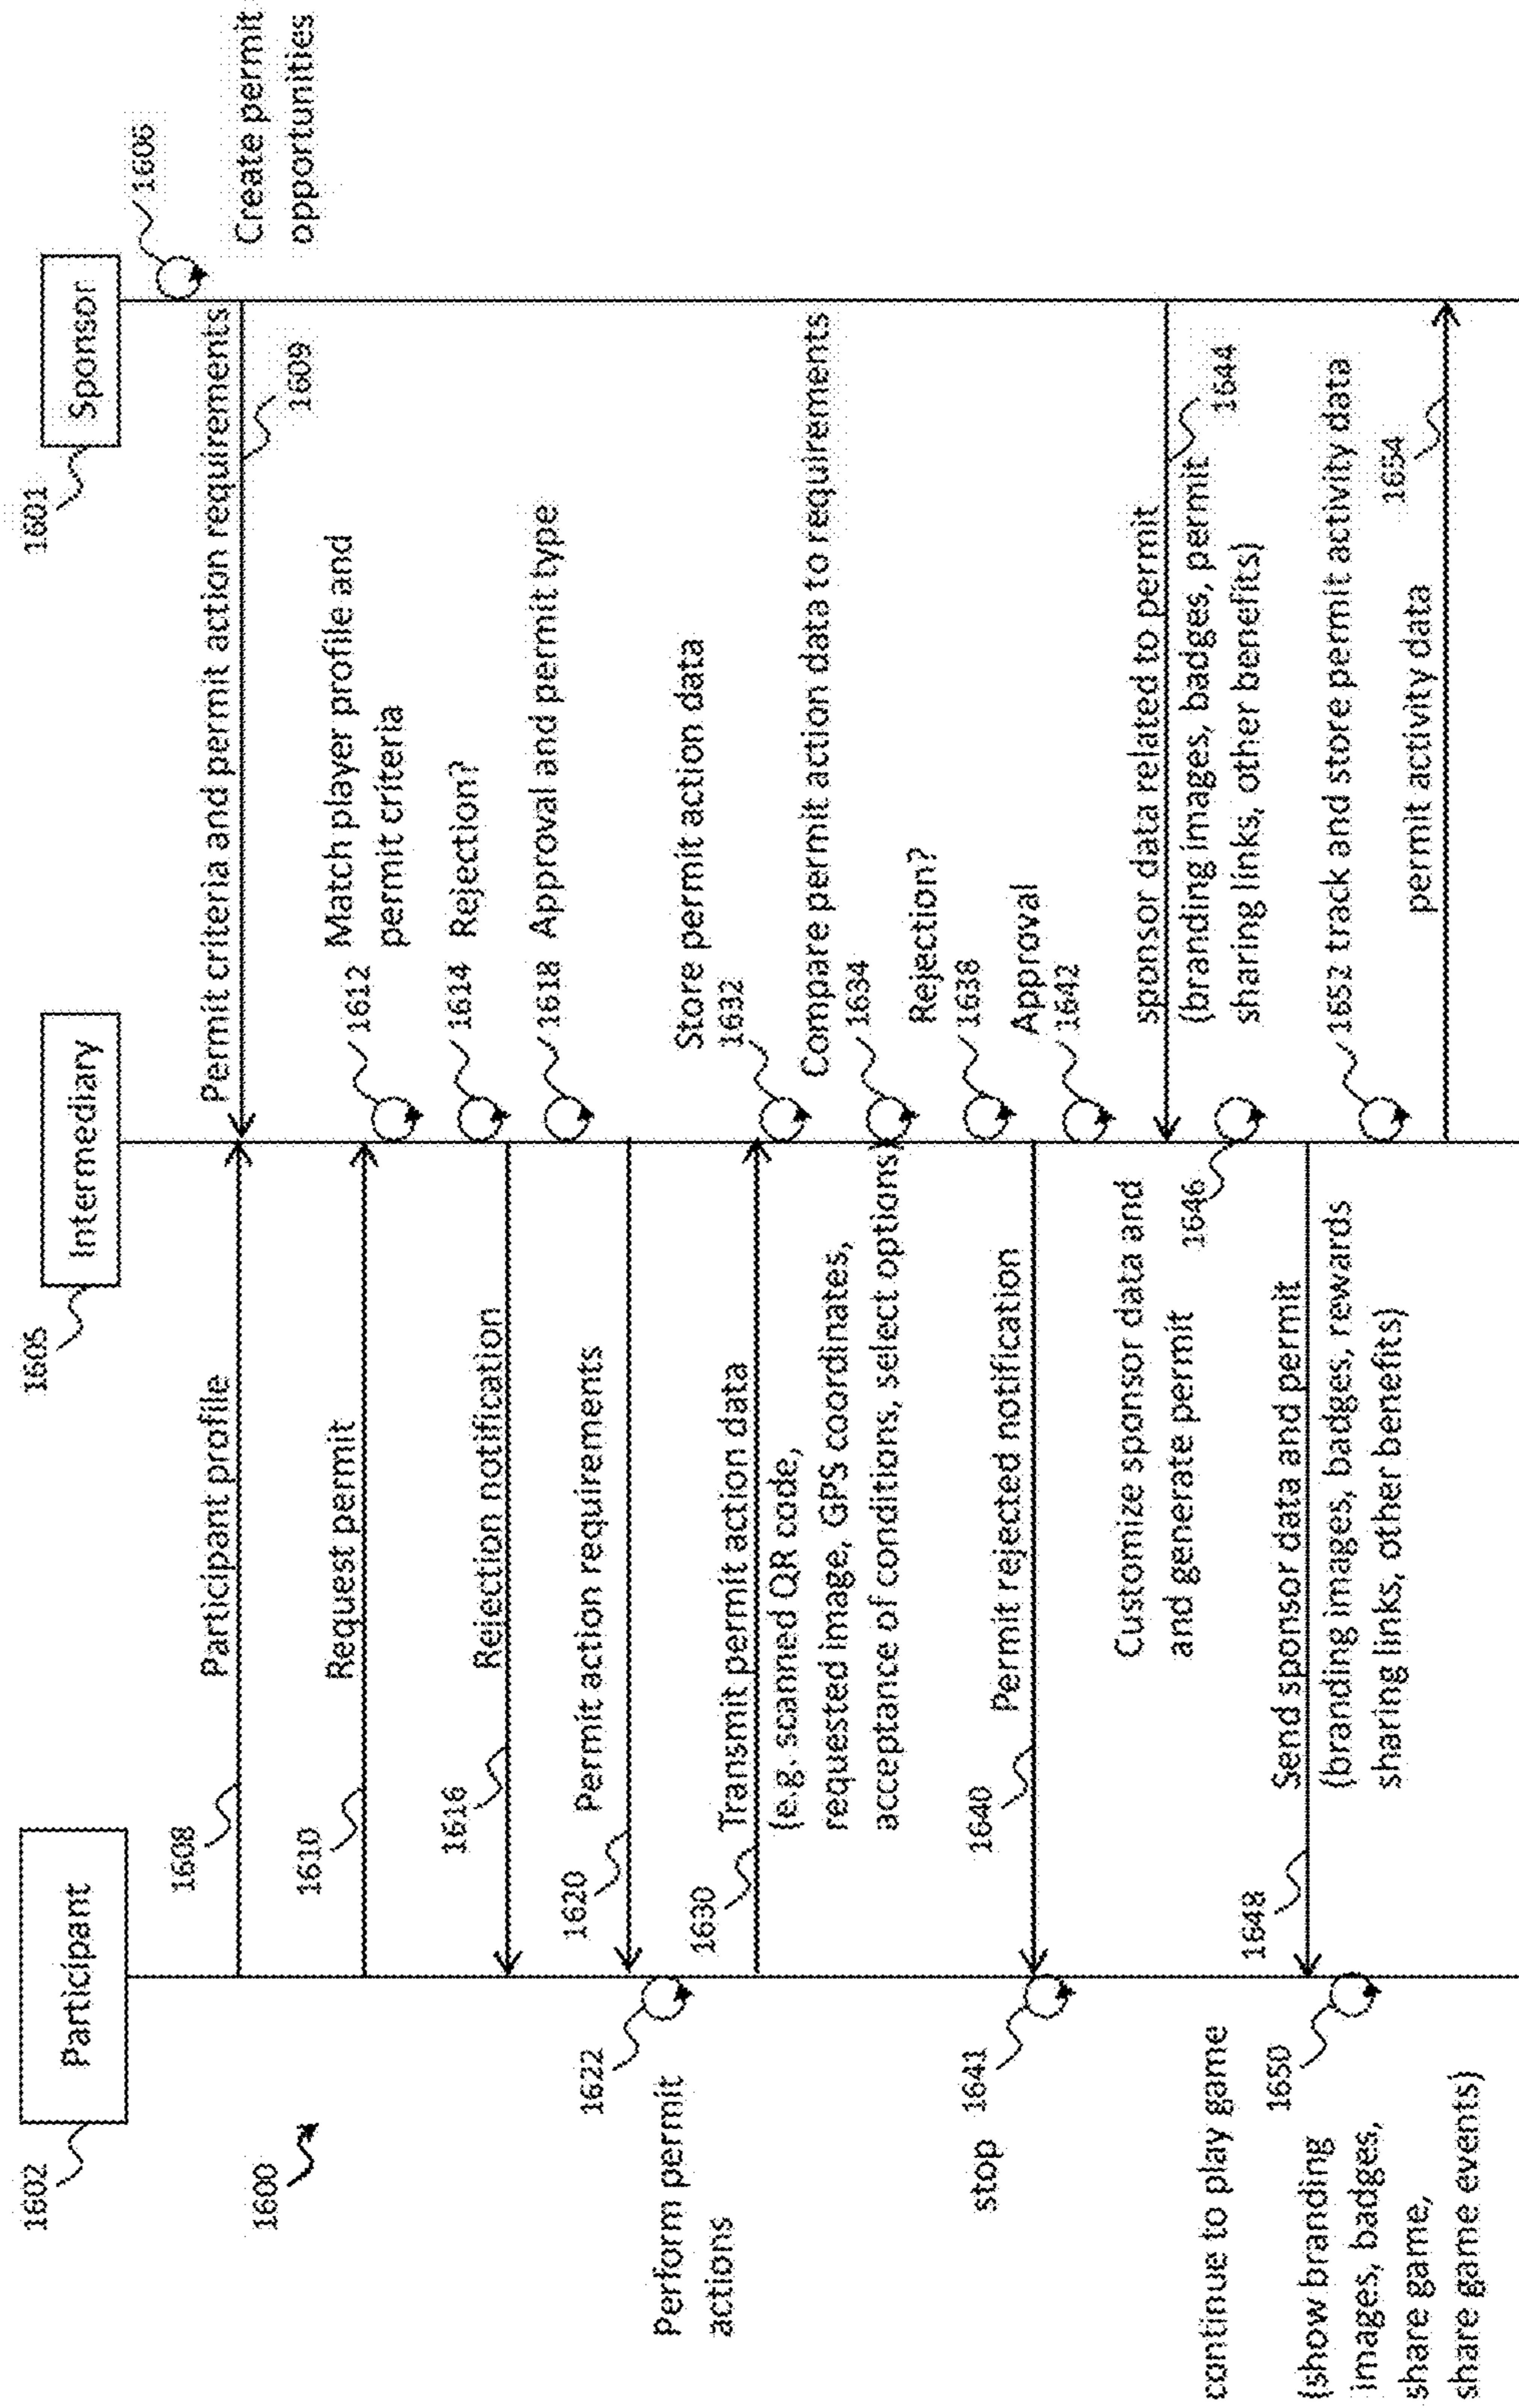 1602
Participant
1605
Intermediary
1601
Sponsor
1606
Create permit
opportunities
1600
1608
Participant profile
Permit criteria and permit action requirements
1609
1610
Request permit
1612
Match player profile and
permit criteria
1614
Rejection?
1616
Rejection notification
1618
Approval and permit type
1620
Permit action requirements
1622
Perform permit
actions
1630
Transmit permit action data
(e.g. scanned QR code,
requested image, GPS coordinates,
acceptance of conditions, select options)
Store permit action data
1632
Compare permit action data to requirements
1634
Rejection?
1638
1640
Permit rejected notification
stop
1641
Approval
1642
sponsor data related to permit
(branding images, badges, permit
sharing links, other benefits)
1644
Customize sponsor data and
and generate permit
1646
1648
Send sponsor data and permit
(branding images, badges, rewards
sharing links, other benefits)
continue to play game
1650
(show branding
images, badges,
share game,
share game events)
1652 track and store permit activity data
permit activity data
1654